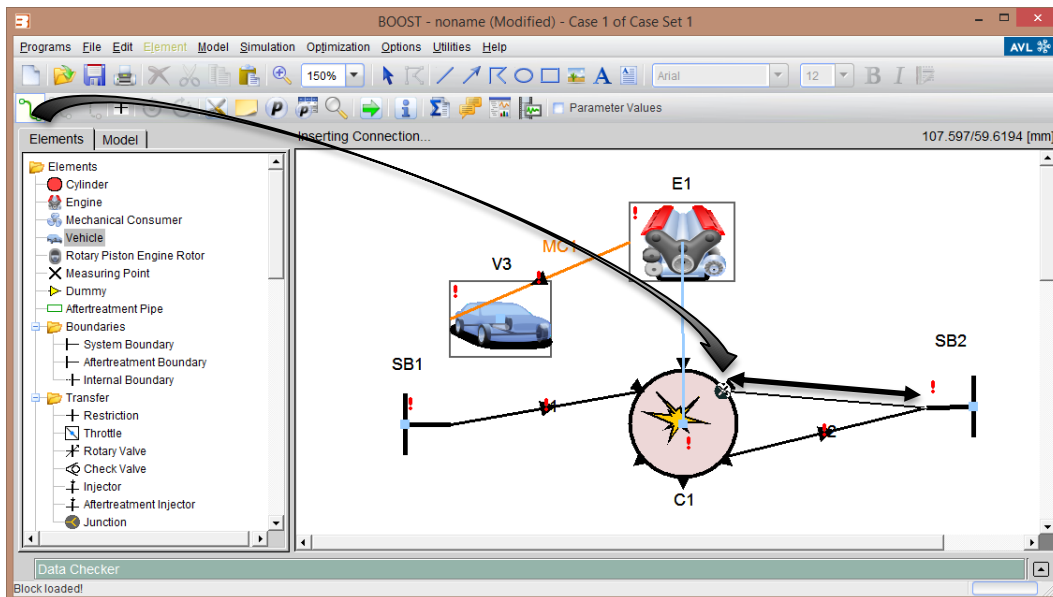 BOOST - noname (Modified) - Case 1 of Case Set 1
Programs File Edit Element Model Simulation Optimization Options Utilities Help
AVL
150% A Arial 12 B I
P P i Σ Parameter Values
Elements Model Inserting Connection... 107.597/59.6194 [mm]
Elements
Cylinder
Engine
Mechanical Consumer
Vehicle
Rotary Piston Engine Rotor
Measuring Point
Dummy
Aftertreatment Pipe
Boundaries
System Boundary
Aftertreatment Boundary
Internal Boundary
Transfer
Restriction
Throttle
Rotary Valve
Check Valve
Injector
Aftertreatment Injector
Junction
E1
MC1
V3
SB1
SB2
C1
Data Checker
Block loaded!